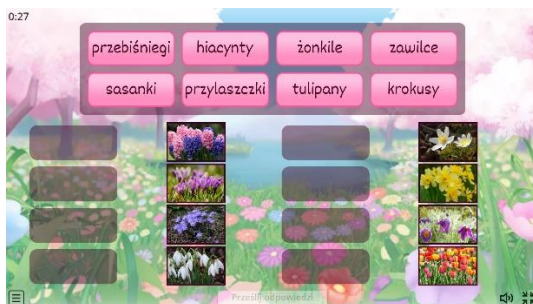 0:27
przebiśniegi hiacynty żonkile zawilce
sasanki przylaszczki tulipany krokusy
Prześlij odpowiedzi